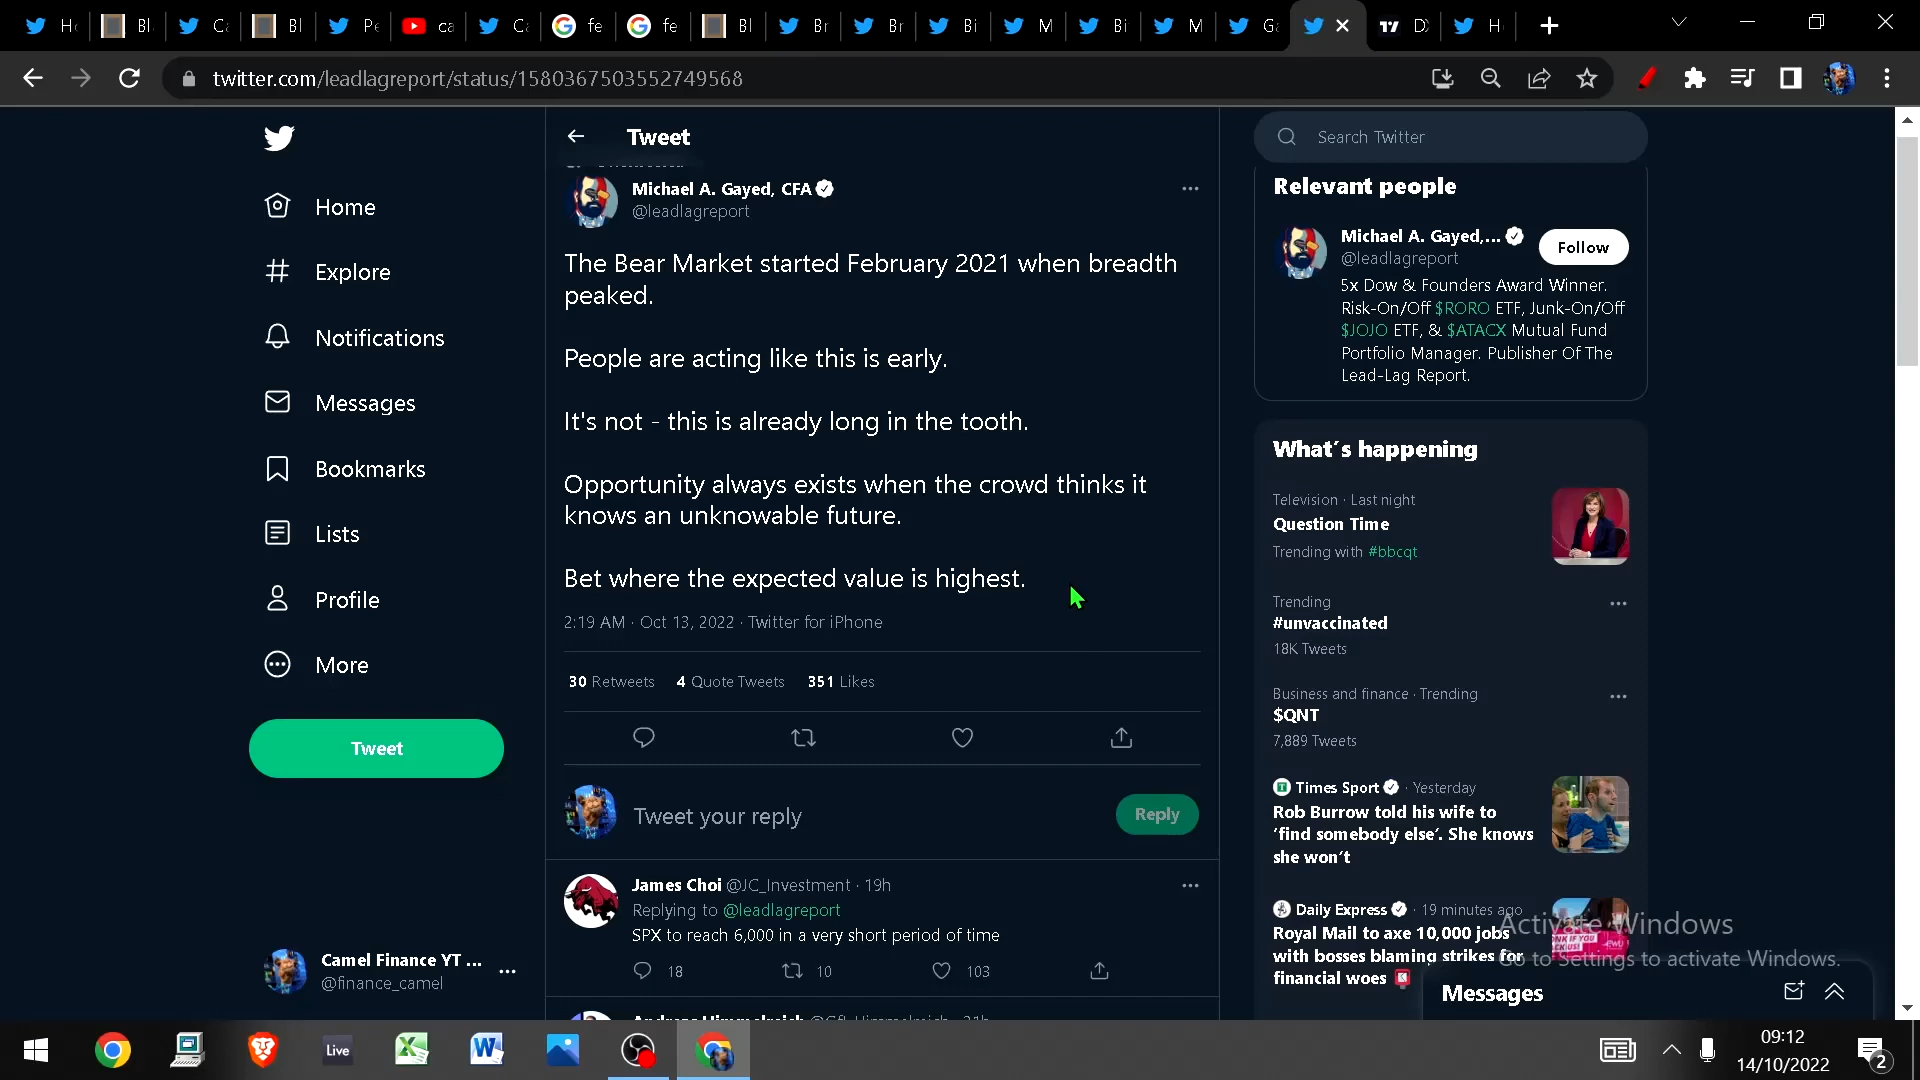 twitter.com/leadlagreport/status/1580367503552749568
Tweet
Search Twitter
Home
Explore
Notifications
Messages
Bookmarks
Lists
Profile
More
Tweet
Camel Finance YT ...
@finance_camel
Michael A. Gayed, CFA
@leadlagreport
The Bear Market started February 2021 when breadth
peaked.
People are acting like this is early.
It's not - this is already long in the tooth.
Opportunity always exists when the crowd thinks it
knows an unknowable future.
Bet where the expected value is highest.
2:19 AM · Oct 13, 2022 · Twitter for iPhone
30 Retweets 4 Quote Tweets 351 Likes
Tweet your reply
Reply
James Choi @JC_Investment · 19h
Replying to @leadlagreport
SPX to reach 6,000 in a very short period of time
18 10 103
Relevant people
Michael A. Gayed,...
@leadlagreport
Follow
5x Dow & Founders Award Winner.
Risk-On/Off $RORO ETF, Junk-On/Off
$JOJO ETF, & $ATACX Mutual Fund
Portfolio Manager. Publisher Of The
Lead-Lag Report.
What's happening
Television · Last night
Question Time
Trending with #bbcqt
Trending
#unvaccinated
18K Tweets
Business and finance · Trending
$QNT
7,889 Tweets
Times Sport · Yesterday
Rob Burrow told his wife to
'find somebody else'. She knows
she won't
Daily Express · 19 minutes ago
Royal Mail to axe 10,000 jobs
with bosses blaming strikes for
financial woes
Activate Windows
Go to Settings to activate Windows.
Messages
Live
09:12
14/10/2022
2